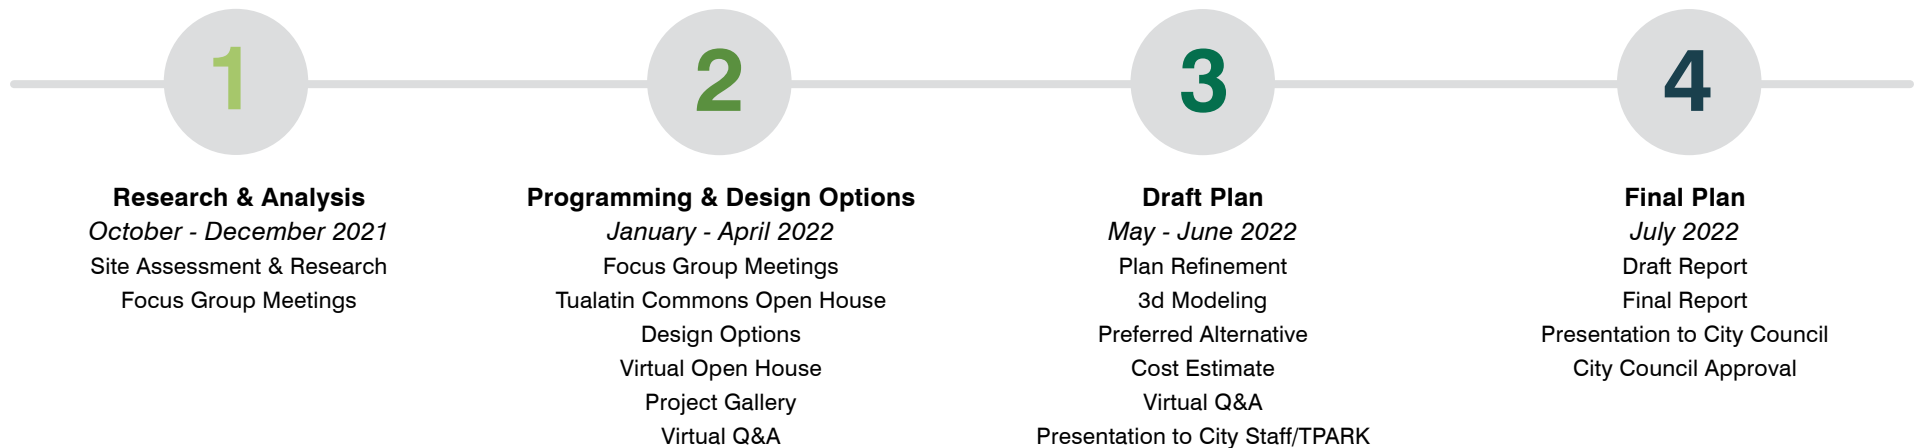 1
2
3
4
Research & Analysis
October - December 2021
Site Assessment & Research
Focus Group Meetings
Programming & Design Options
January - April 2022
Focus Group Meetings
Tualatin Commons Open House
Design Options
Virtual Open House
Project Gallery
Virtual Q&A
Draft Plan
May - June 2022
Plan Refinement
3d Modeling
Preferred Alternative
Cost Estimate
Virtual Q&A
Presentation to City Staff/TPARK
Final Plan
July 2022
Draft Report
Final Report
Presentation to City Council
City Council Approval